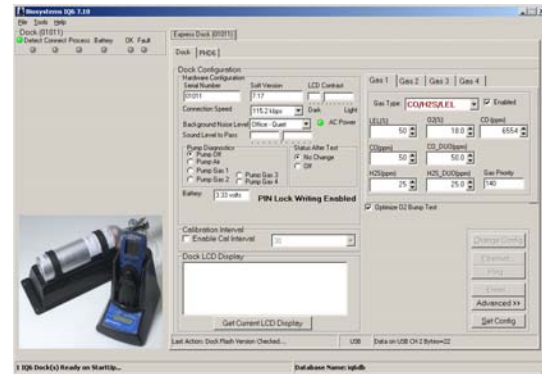 Biosystems IQ6 7.10
File Tools Help
Dock (01011)
Detect Connect Process Battery OK Fault
Express Dock (01011)
Dock PHD6
Dock Configuration
Hardware Configuration
Serial Number Soft Version LCD Contrast
01011 7.17
Connection Speed 115.2 kbps Dark Light
Background Noise Level Office - Quiet AC Power
Sound Level to Pass
Pump Diagnostics Status After Test
Pump Off No Change
Pump Air Off
Pump Gas 1 Pump Gas 3
Pump Gas 2 Pump Gas 4
Battery: 3.33 volts PIN Lock Writing Enabled
Calibration Interval
Enable Cal Interval 30
Dock LCD Display
Get Current LCD Display
Gas 1 Gas 2 Gas 3 Gas 4
Gas Type: CO/H2S/LEL Enabled
LEL(%) O2(%) CO (ppm)
50 18.0 6554
CO(ppm) CO_DUO(ppm)
50 50.0
H2S(ppm) H2S_DUO(ppm) Gas Priority
25 25.0 140
Optimize O2 Bump Test
Change Config
Ethernet
Ping
Email
Advanced >>
Set Config
Last Action: Dock Flash Version Checked.... USB Data on USB CH 2 Bytes=22
1 IQ6 Dock(s) Ready on StartUp... Database Name: iq6db